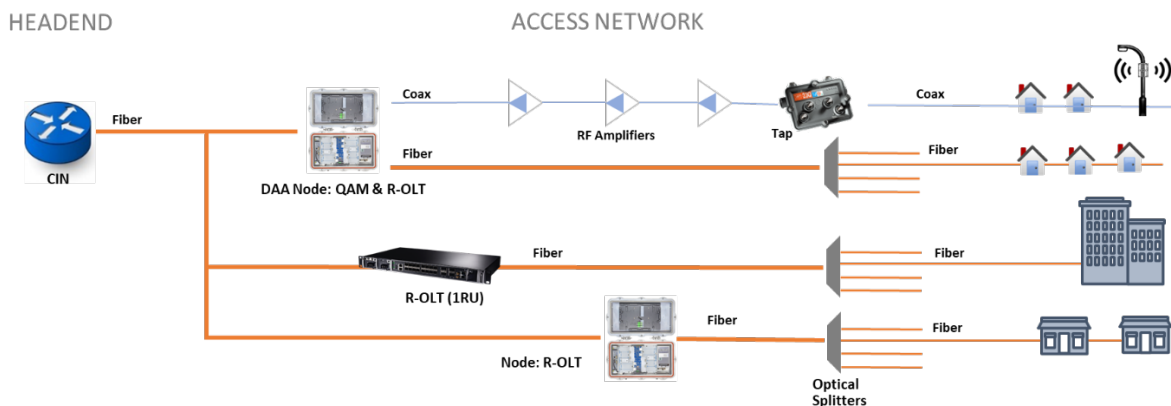 HEADEND
ACCESS NETWORK
Coax
Coax
Fiber
RF Amplifiers
Tap
CIN
Fiber
Fiber
DAA Node: QAM & R-OLT
Fiber
Fiber
R-OLT (1RU)
Fiber
Fiber
Node: R-OLT
Optical
Splitters